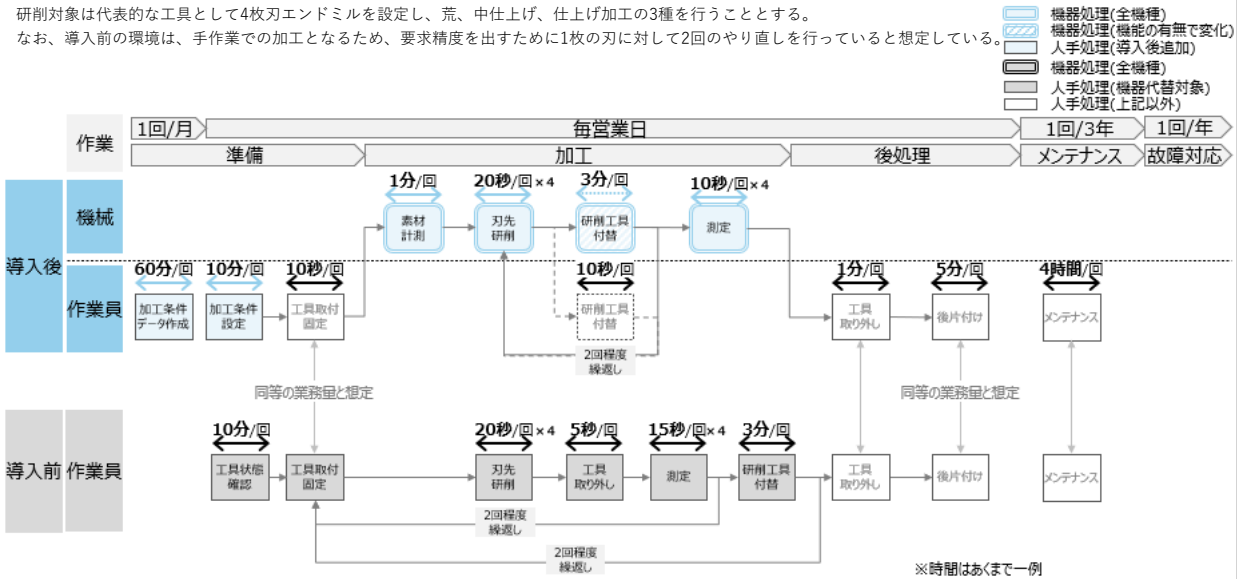 研削対象は代表的な工具として4枚刃エンドミルを設定し、荒、中仕上げ、仕上げ加工の3種を行うこととする。
なお、導入前の環境は、手作業での加工となるため、要求精度を出すために1枚の刃に対して2回のやり直しを行っていると想定している。
機器処理(全機種)
機器処理(機能の有無で変化)
人手処理(導入後追加)
機器処理(全機種)
人手処理(機器代替対象)
人手処理(上記以外)
作業
1回/月
毎営業日
1回/3年
1回/年
準備
加工
後処理
メンテナンス
故障対応
導入後
機械
1分/回
20秒/回×4
3分/回
10秒/回×4
素材
計測
刃先
研削
研削工具
付替
測定
作業員
60分/回
10分/回
10秒/回
10秒/回
1分/回
5分/回
4時間/回
加工条件
データ作成
加工条件
設定
工具取付
固定
研削工具
付替
工具
取り外し
後片付け
メンテナンス
2回程度
繰返し
同等の業務量と想定
同等の業務量と想定
導入前
作業員
10分/回
20秒/回×4
5秒/回
15秒/回×4
3分/回
工具状態
確認
工具取付
固定
刃先
研削
工具
取り外し
測定
研削工具
付替
工具
取り外し
後片付け
メンテナンス
2回程度
繰返し
2回程度
繰返し
※時間はあくまで一例